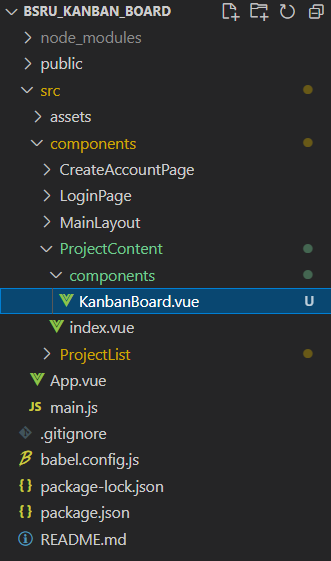 BSRU_KANBAN_BOARD
node_modules
public
src
assets
components
CreateAccountPage
LoginPage
MainLayout
ProjectContent
components
KanbanBoard.vue U
index.vue
ProjectList
App.vue
JS main.js
.gitignore
babel.config.js
{} package-lock.json
{} package.json
README.md